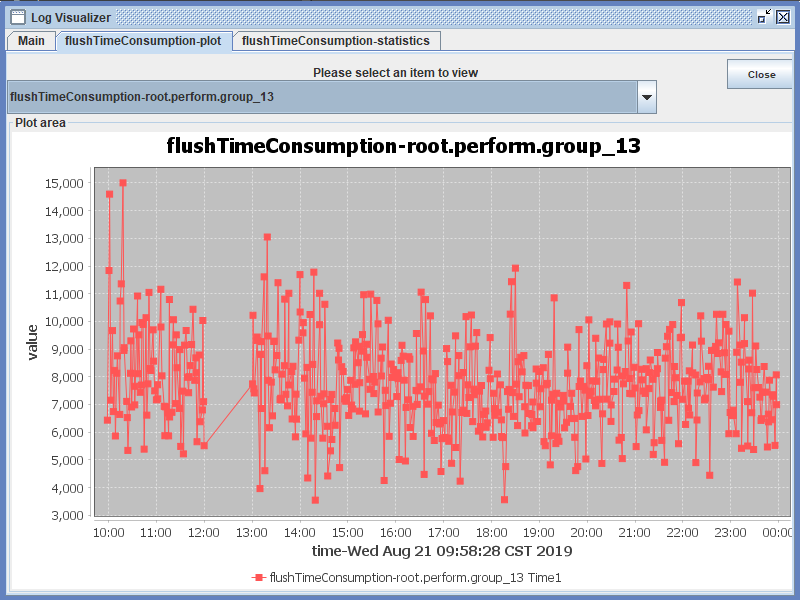 Log Visualizer
Main flushTimeConsumption-plot flushTimeConsumption-statistics
Please select an item to view
Close
flushTimeConsumption-root.perform.group_13
Plot area
flushTimeConsumption-root.perform.group_13
15,000
14,000
13,000
12,000
11,000
10,000
9,000
8,000
7,000
6,000
5,000
4,000
3,000
value
10:00 11:00 12:00 13:00 14:00 15:00 16:00 17:00 18:00 19:00 20:00 21:00 22:00 23:00 00:00
time-Wed Aug 21 09:58:28 CST 2019
flushTimeConsumption-root.perform.group_13 Time1